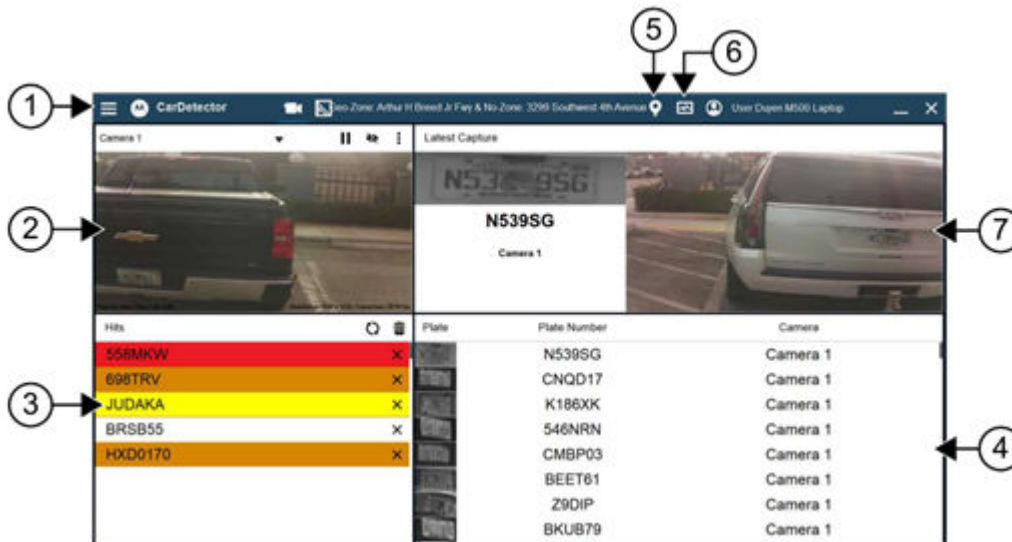 5
6
1
CarDetector
Geo-Zone: Arthur H Breed Jr Fwy & No-Zone: 3299 Southwest 4th Avenue
User Duyen M500 Laptop
Camera 1
Latest Capture
2
N539SG
Camera 1
7
Hits
Plate Plate Number Camera
558MKW
N539SG Camera 1
698TRV
CNQD17 Camera 1
3
JUDAKA
K186XK Camera 1
BRSB55
546NRN Camera 1
4
HXD0170
CMBP03 Camera 1
BEET61 Camera 1
Z9DIP Camera 1
BKUB79 Camera 1